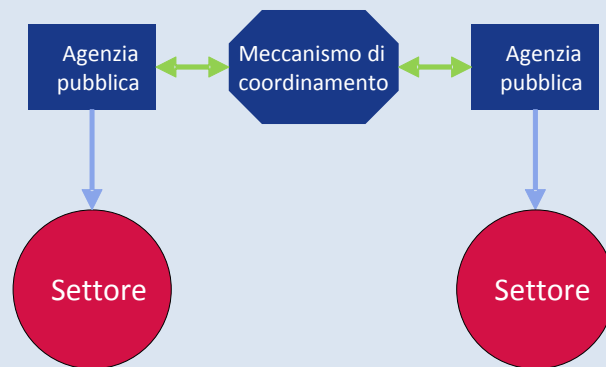 Agenzia
pubblica
Meccanismo di
coordinamento
Agenzia
pubblica
Settore
Settore